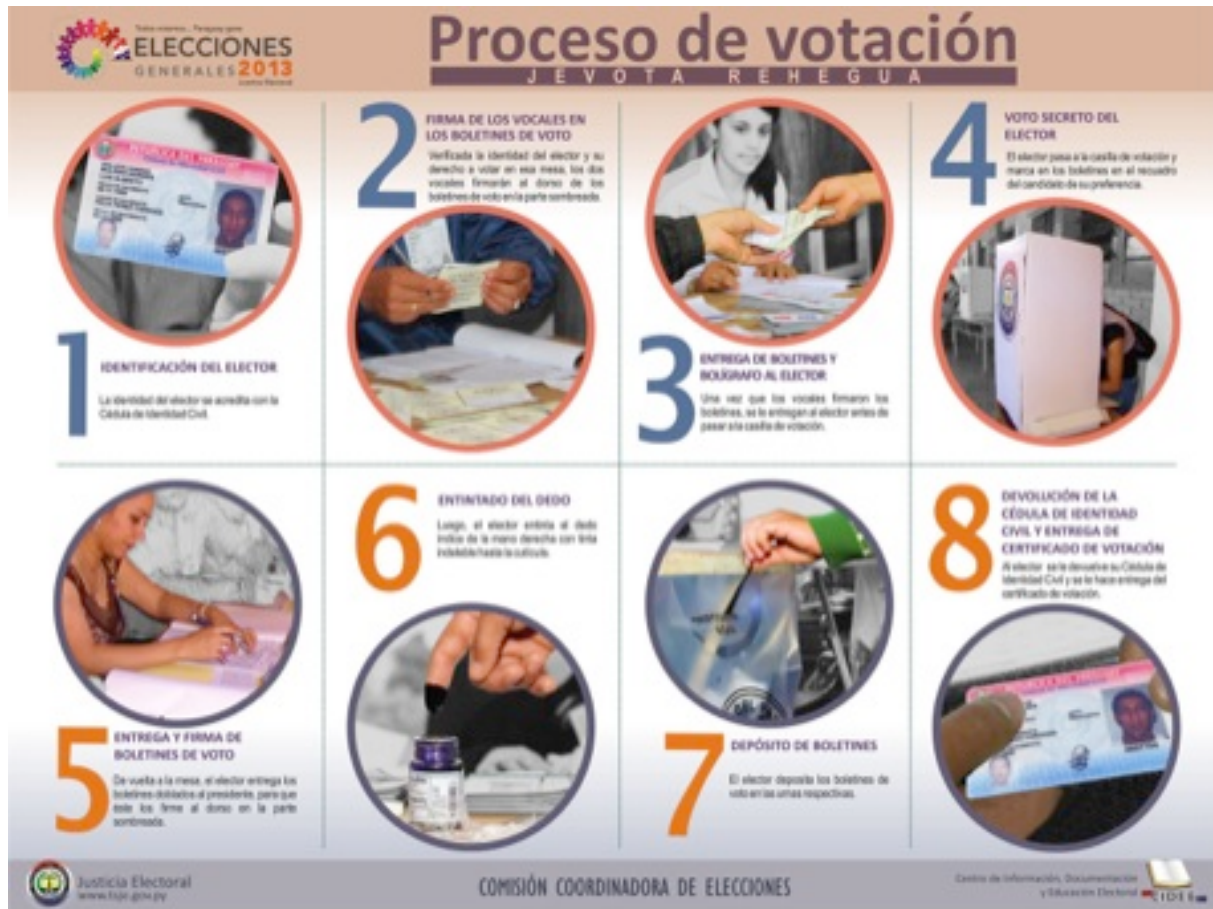 ELECCIONES
GENERALES 2013
Proceso de votación
JEVOTA REHEGUA
1
IDENTIFICACIÓN DEL ELECTOR
La identidad del elector se acredita con la
Cédula de Identidad Civil.
2
FIRMA DE LOS VOCALES EN
LOS BOLETINES DE VOTO
Verificada la identidad del elector y su
derecho a votar en esa mesa, los dos
vocales firmarán al dorso de los
boletines de voto en la parte sombreada.
3
ENTREGA DE BOLETINES Y
BOLÍGRAFO AL ELECTOR
Una vez que los vocales firmaron los
boletines, se le entregan al elector antes de
pasar a la casilla de votación.
4
VOTO SECRETO DEL
ELECTOR
El elector pasa a la casilla de votación y
marca en los boletines en el recuadro
del candidato de su preferencia.
5
ENTREGA Y FIRMA DE
BOLETINES DE VOTO
De vuelta a la mesa, el elector entrega los
boletines doblados al presidente, para que
éste los firme al dorso en la parte
sombreada.
6
ENTINTADO DEL DEDO
Luego, el elector entinta el dedo
índice de la mano derecha con tinta
indeleble hasta la cutícula.
7
DEPÓSITO DE BOLETINES
El elector deposita los boletines de
voto en las urnas respectivas.
8
DEVOLUCIÓN DE LA
CÉDULA DE IDENTIDAD
CIVIL Y ENTREGA DE
CERTIFICADO DE VOTACIÓN
Al elector se le devuelve su Cédula de
Identidad Civil y se le hace entrega del
certificado de votación.
REPÚBLICA DEL PARAGUAY
Justicia Electoral
www.tsje.gov.py
COMISIÓN COORDINADORA DE ELECCIONES
Centro de Información, Documentación
y Educación Electoral
CIDEE